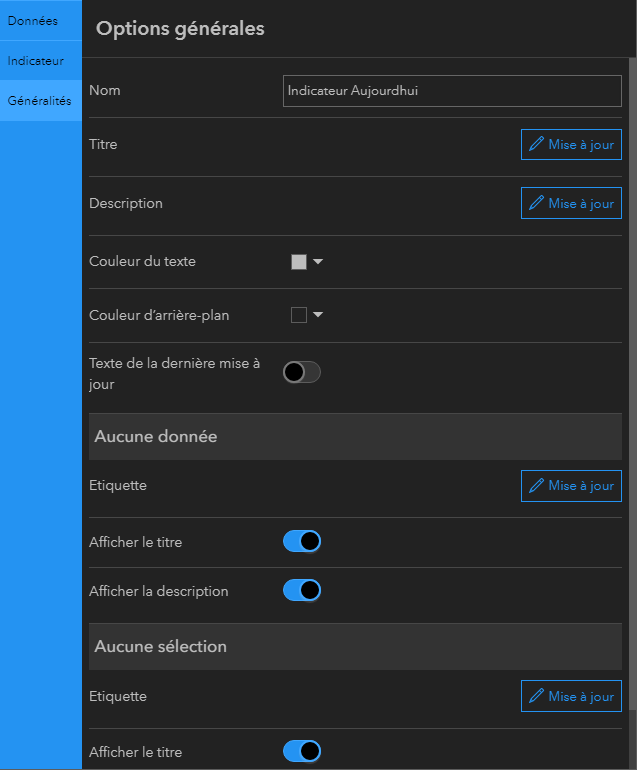 Données
Indicateur
Généralités
Options générales
Nom
Indicateur Aujourdhui
Titre
Mise à jour
Description
Mise à jour
Couleur du texte
Couleur d’arrière-plan
Texte de la dernière mise à
jour
Aucune donnée
Etiquette
Mise à jour
Afficher le titre
Afficher la description
Aucune sélection
Etiquette
Mise à jour
Afficher le titre